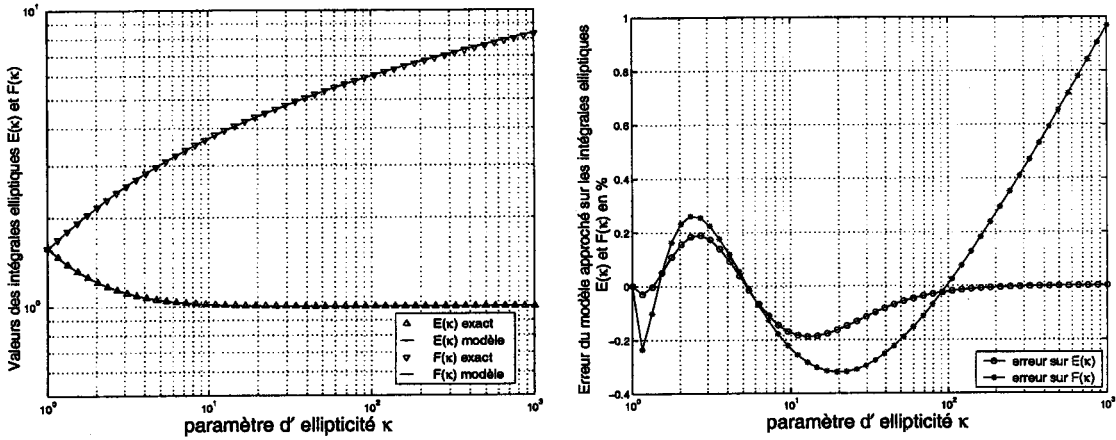 Valeurs des intégrales elliptiques E(κ) et F(κ)
10¹
10⁰
△ E(κ) exact
— E(κ) modèle
▽ F(κ) exact
— F(κ) modèle
10⁰ 10¹ 10² 10³
paramètre d' ellipticité κ
Erreur du modèle approché sur les intégrales elliptiques
E(κ) et F(κ) en %
1
0.8
0.6
0.4
0.2
0
-0.2
-0.4
erreur sur E(κ)
erreur sur F(κ)
10⁰ 10¹ 10² 10³
paramètre d' ellipticité κ